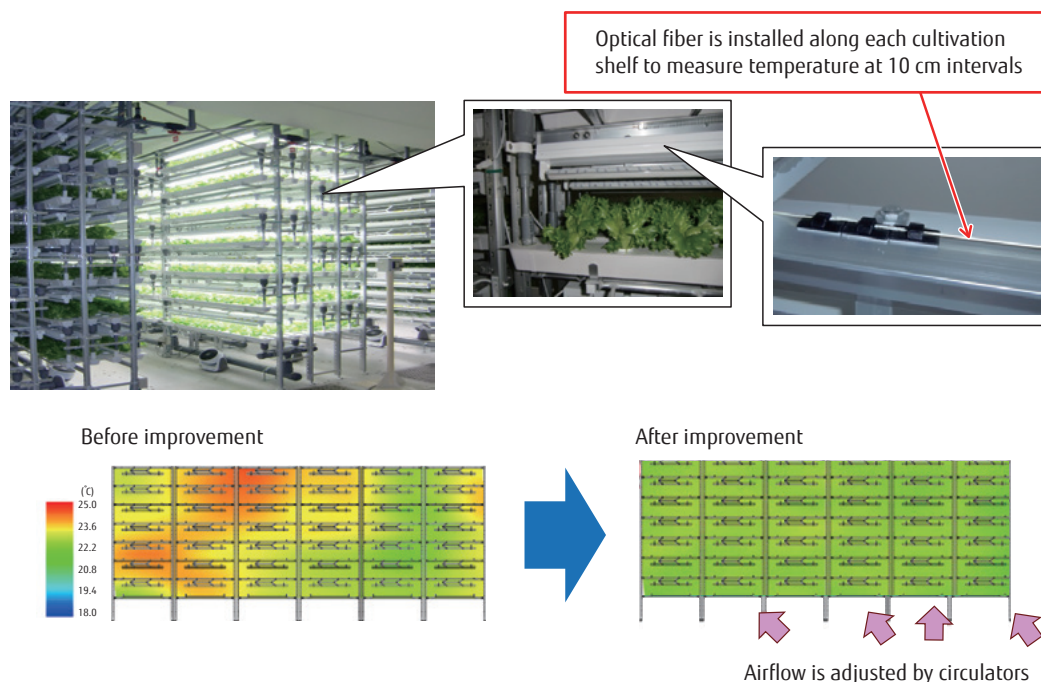 Optical fiber is installed along each cultivation
shelf to measure temperature at 10 cm intervals
Before improvement
After improvement
(°C)
25.0
23.6
22.2
20.8
19.4
18.0
Airflow is adjusted by circulators